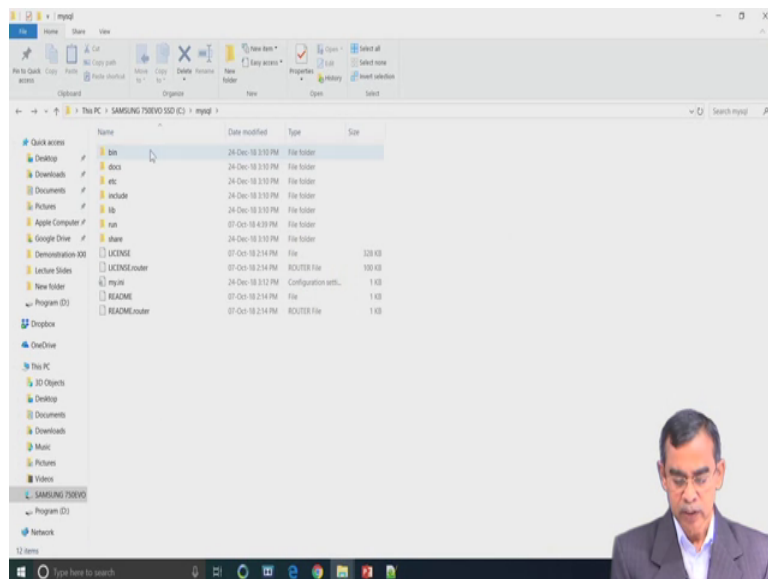 mysql
File Home Share View
Pin to Quick access Copy Paste Cut Copy path Paste shortcut Move to Copy to Delete Rename New folder New item Easy access Properties Open Edit History Select all Select none Invert selection
Clipboard Organize New Open Select
This PC > SAMSUNG 750EVO SSD (C:) > mysql > Search mysql
Name Date modified Type Size
Quick access
Desktop
Downloads
Documents
Pictures
Apple Computer
Google Drive
Demonstration-XXI
Lecture Slides
New folder
Program (D:)
Dropbox
OneDrive
This PC
3D Objects
Desktop
Documents
Downloads
Music
Pictures
Videos
SAMSUNG 750EVO
Program (D:)
Network
bin 24-Dec-18 3:10 PM File folder
docs 24-Dec-18 3:10 PM File folder
etc 24-Dec-18 3:10 PM File folder
include 24-Dec-18 3:10 PM File folder
lib 24-Dec-18 3:10 PM File folder
run 07-Oct-18 4:39 PM File folder
share 24-Dec-18 3:10 PM File folder
LICENSE 07-Oct-18 2:14 PM File 328 KB
LICENSE.router 07-Oct-18 2:14 PM ROUTER File 100 KB
my.ini 24-Dec-18 3:12 PM Configuration setti... 1 KB
README 07-Oct-18 2:14 PM File 1 KB
README.router 07-Oct-18 2:14 PM ROUTER File 1 KB
12 items
Type here to search